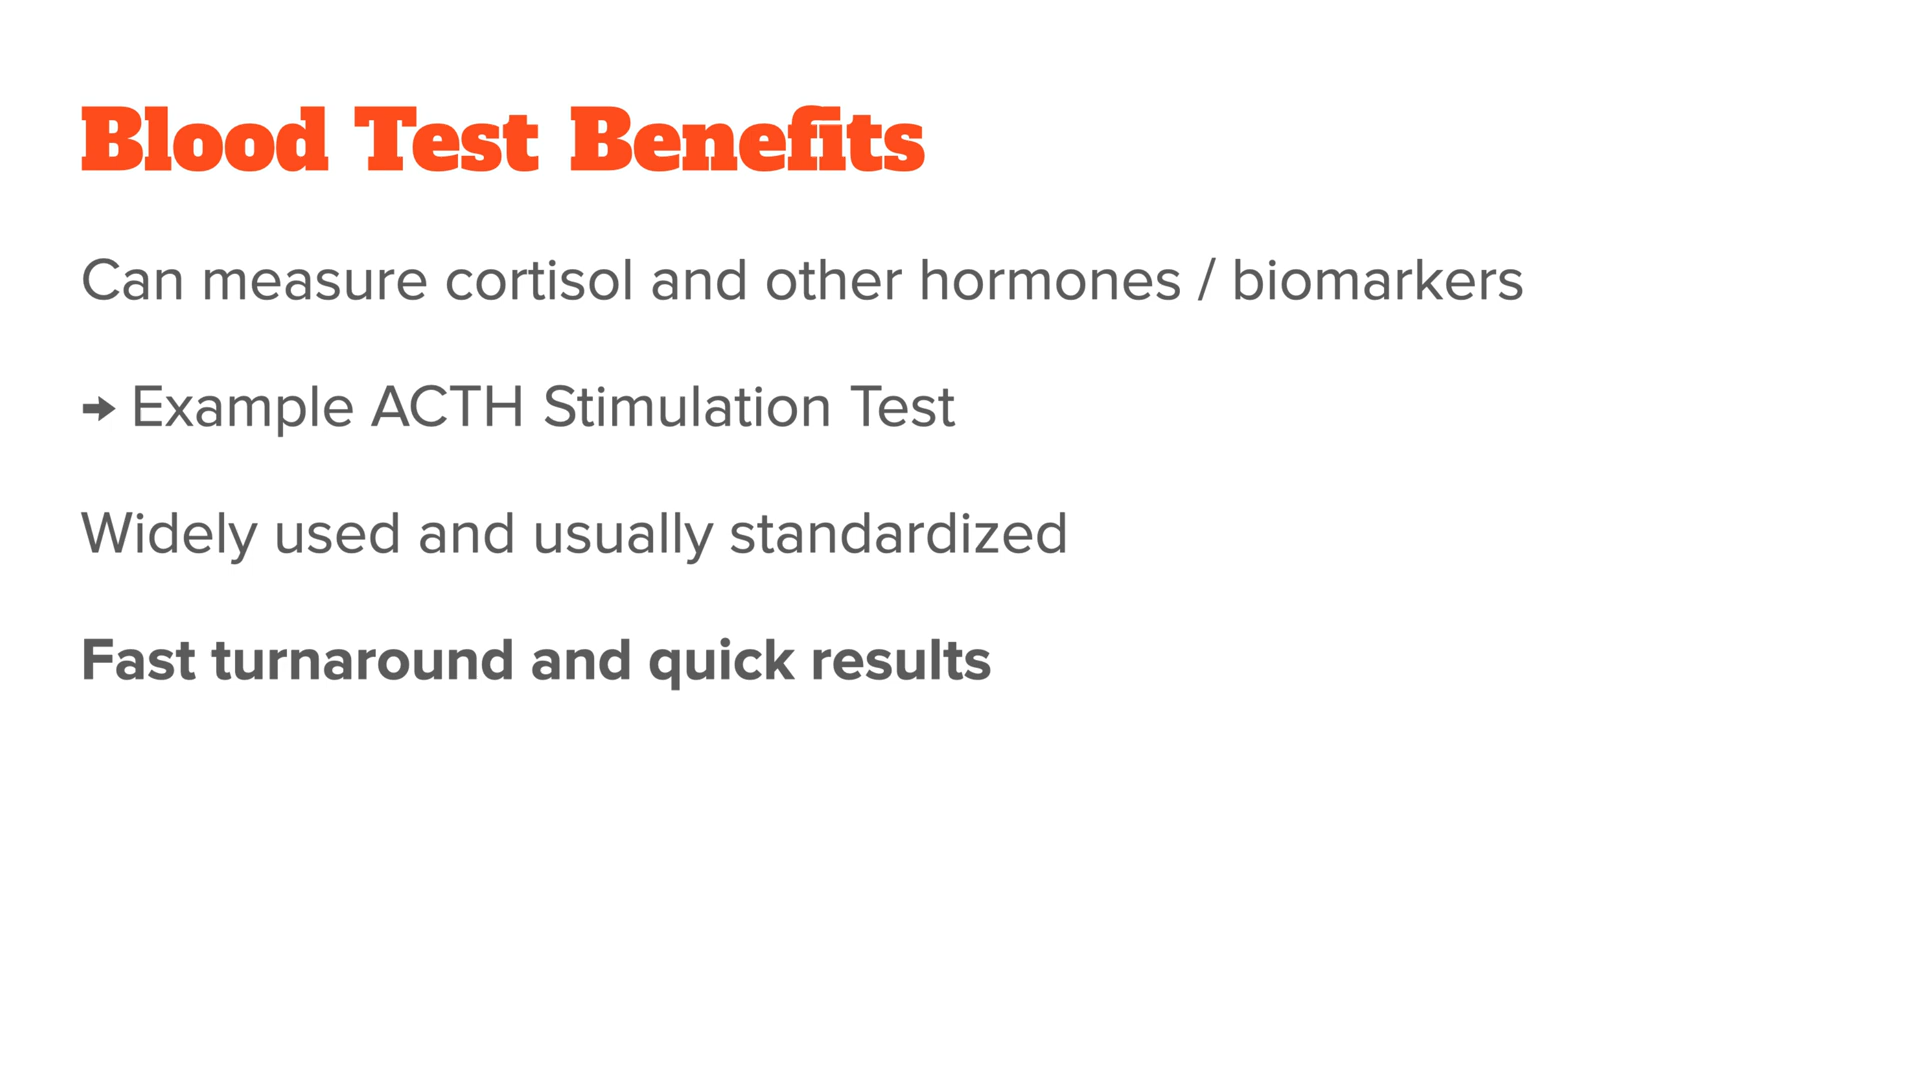 Blood Test Benefits
Can measure cortisol and other hormones / biomarkers
➡ Example ACTH Stimulation Test
Widely used and usually standardized
Fast turnaround and quick results